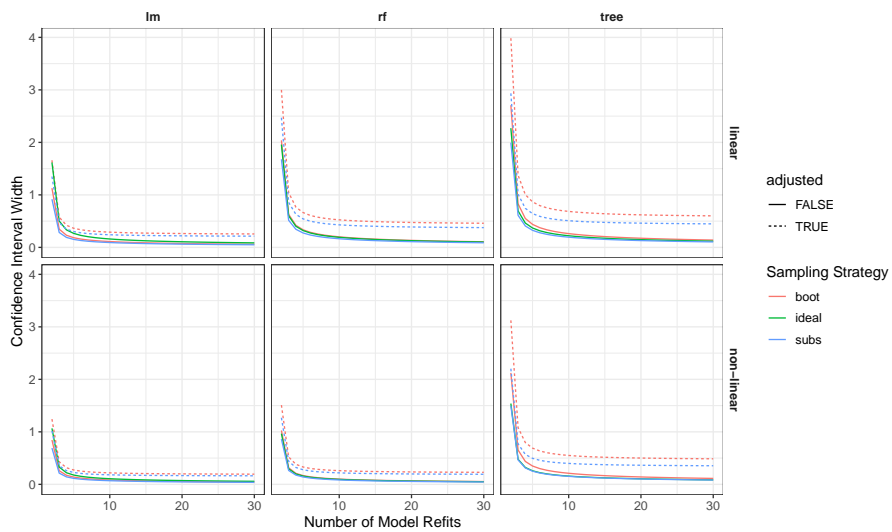 lm
rf
tree
4
3
2
1
0
linear
4
3
2
1
0
non−linear
10
20
30
10
20
30
10
20
30
Number of Model Refits
Confidence Interval Width
adjusted
FALSE
TRUE
Sampling Strategy
boot
ideal
subs